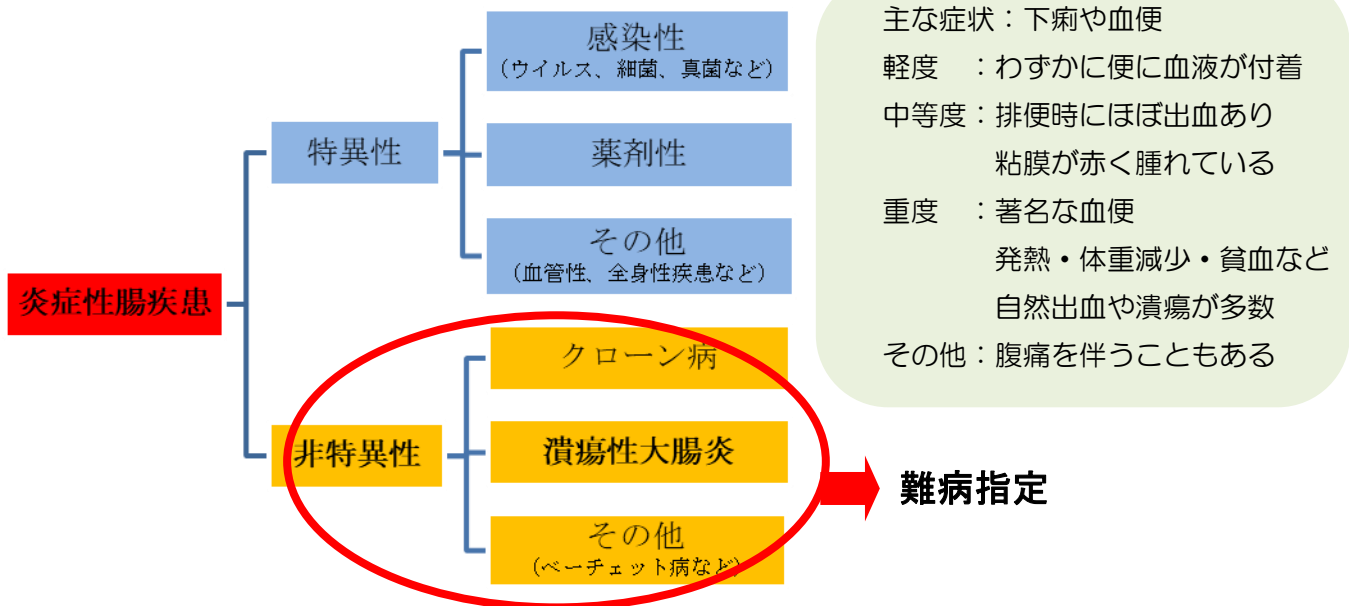 感染性
(ウイルス、細菌、真菌など)
特異性
薬剤性
その他
(血管性、全身性疾患など)
炎症性腸疾患
クローン病
非特異性
潰瘍性大腸炎
その他
(ベーチェット病など)
難病指定
主な症状：下痢や血便
軽度　：わずかに便に血液が付着
中等度：排便時にほぼ出血あり
粘膜が赤く腫れている
重度　：著名な血便
発熱・体重減少・貧血など
自然出血や潰瘍が多数
その他：腹痛を伴うこともある